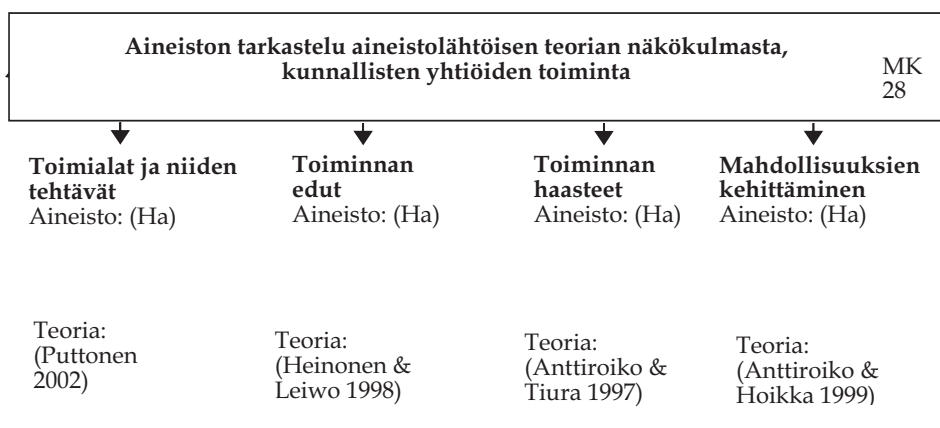 Aineiston tarkastelu aineistolähtöisen teorian näkökulmasta,
kunnallisten yhtiöiden toiminta
MK
28
Toimialat ja niiden
tehtävät
Aineisto: (Ha)
Toiminnan
edut
Aineisto: (Ha)
Toiminnan
haasteet
Aineisto: (Ha)
Mahdollisuuksien
kehittäminen
Aineisto: (Ha)
Teoria:
(Puttonen
2002)
Teoria:
(Heinonen &
Leiwo 1998)
Teoria:
(Anttiroiko &
Tiura 1997)
Teoria:
(Anttiroiko &
Hoikka 1999)